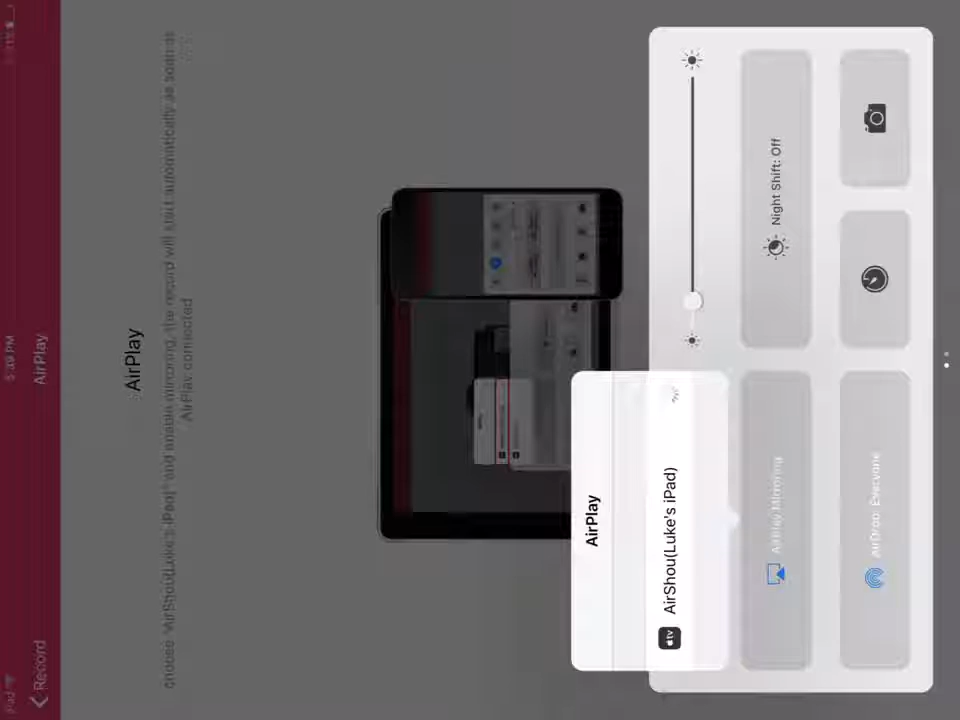 iPad
5:39 PM
Record
AirPlay
AirPlay
choose "AirShou(Luke's iPad)" and enable mirroring, the record will start automatically as soon as
AirPlay connected
AirPlay
tv
AirShou(Luke's iPad)
Night Shift: Off
AirPlay Mirroring
AirDrop: Everyone